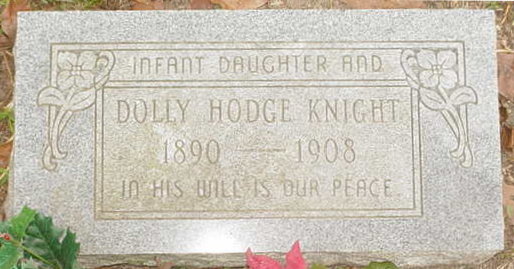 INFANT DAUGHTER AND
DOLLY HODGE KNIGHT
1890 — 1908
IN HIS WILL IS OUR PEACE.